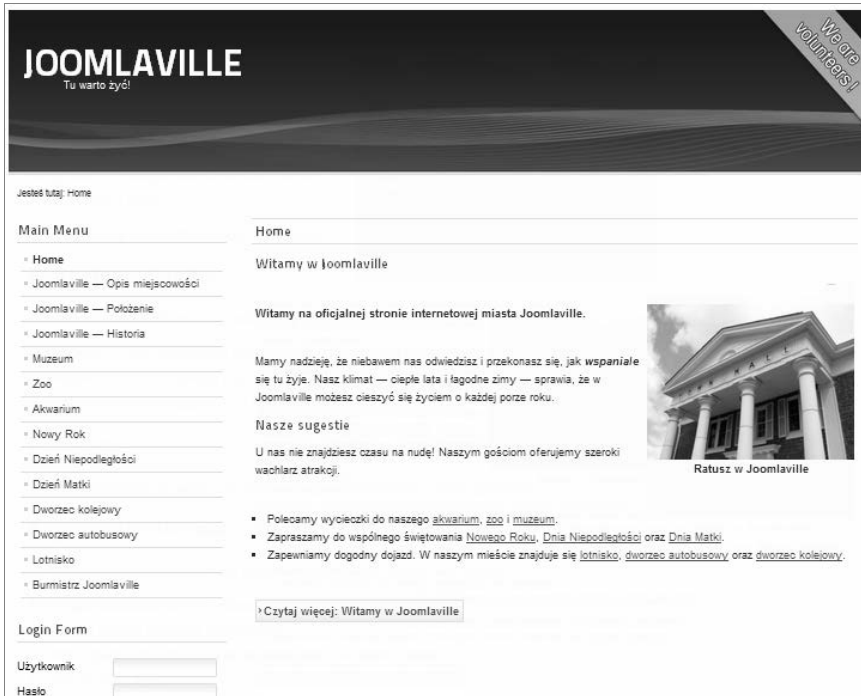 JOOMLAVILLE
Tu warto żyć!
We are
volunteers!
Jesteś tutaj: Home
Main Menu
Home
Joomlaville — Opis miejscowości
Joomlaville — Położenie
Joomlaville — Historia
Muzeum
Zoo
Akwarium
Nowy Rok
Dzień Niepodległości
Dzień Matki
Dworzec kolejowy
Dworzec autobusowy
Lotnisko
Burmistrz Joomlaville
Login Form
Użytkownik
Hasło
Home
Witamy w Joomlaville
Witamy na oficjalnej stronie internetowej miasta Joomlaville.
Mamy nadzieję, że niebawem nas odwiedzisz i przekonasz się, jak wspaniale
się tu żyje. Nasz klimat — ciepłe lata i łagodne zimy — sprawia, że w
Joomlaville możesz cieszyć się życiem o każdej porze roku.
Nasze sugestie
U nas nie znajdziesz czasu na nudę! Naszym gościom oferujemy szeroki
wachlarz atrakcji.
TOWN HALL
Ratusz w Joomlaville
Polecamy wycieczki do naszego akwarium, zoo i muzeum.
Zapraszamy do wspólnego świętowania Nowego Roku, Dnia Niepodległości oraz Dnia Matki.
Zapewniamy dogodny dojazd. W naszym mieście znajduje się lotnisko, dworzec autobusowy oraz dworzec kolejowy.
Czytaj więcej: Witamy w Joomlaville